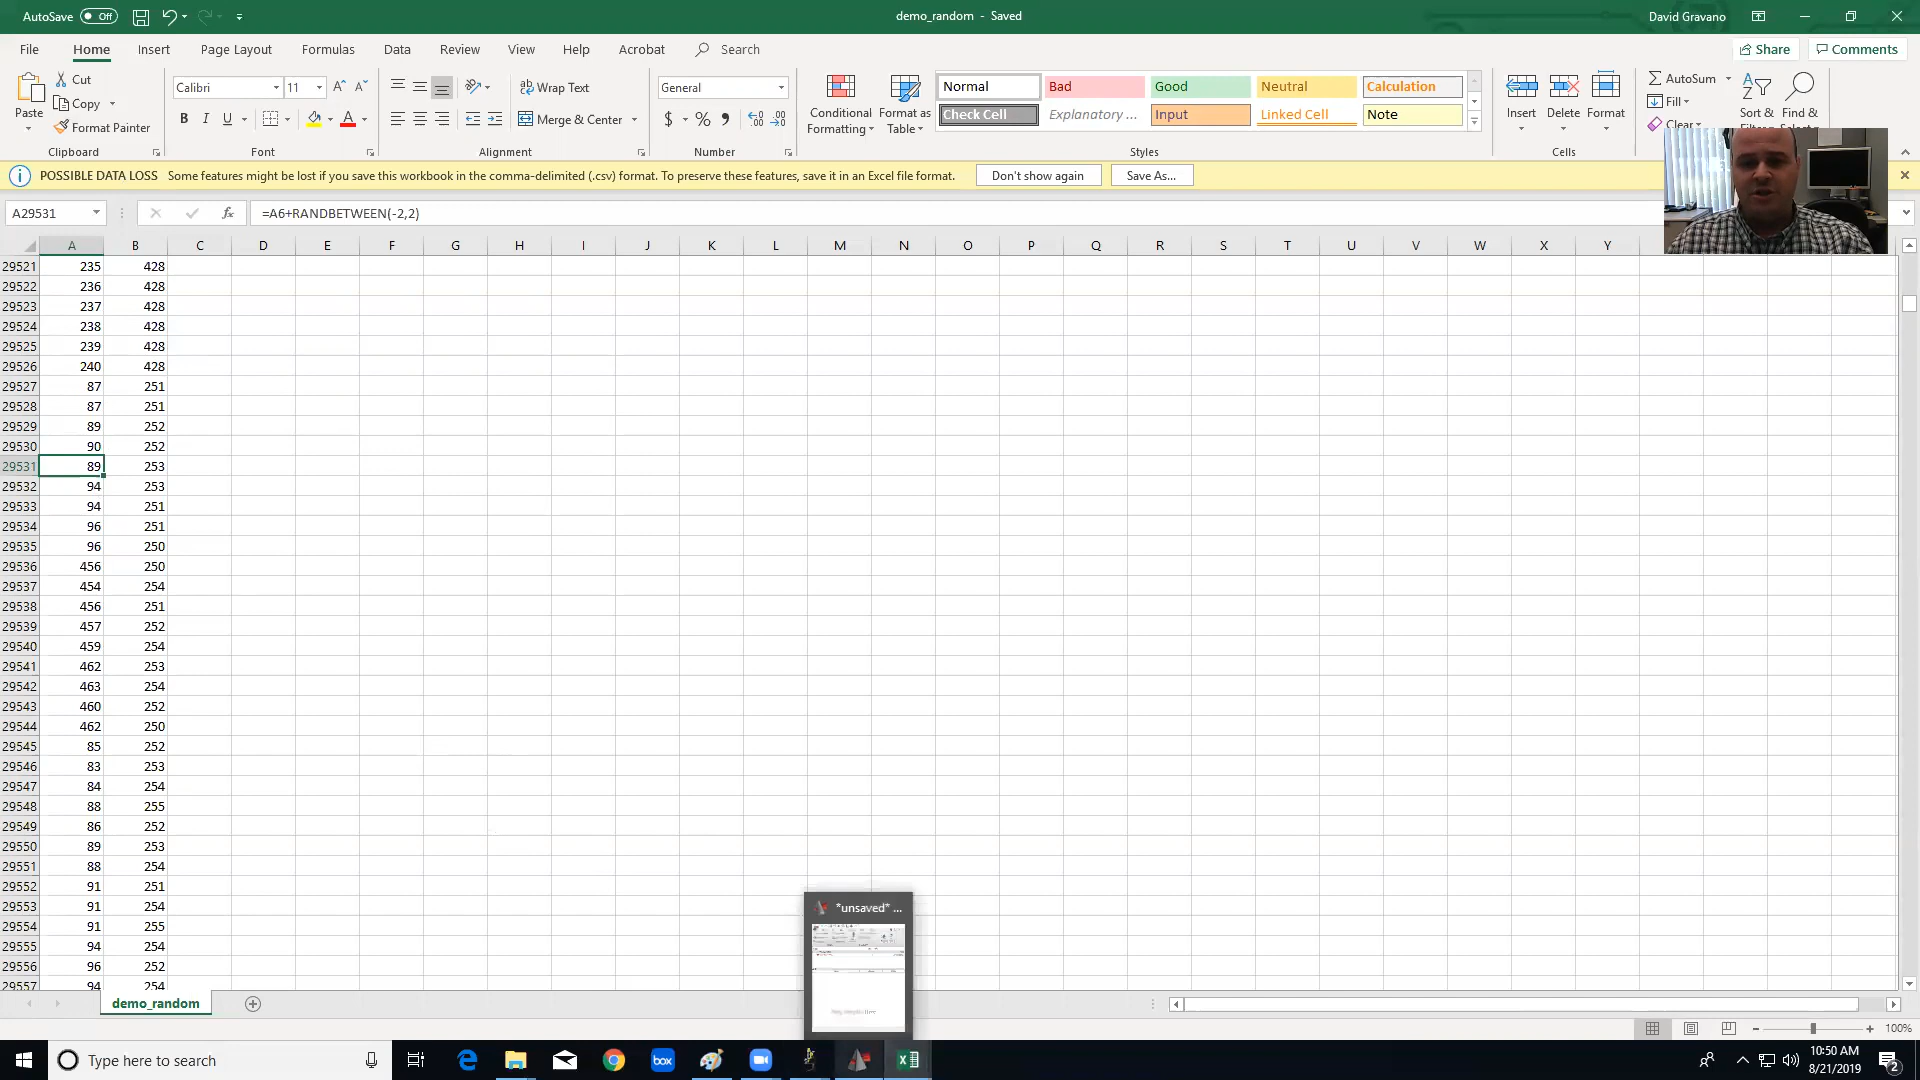 AutoSave Off
demo_random - Saved
David Gravano
File Home Insert Page Layout Formulas Data Review View Help Acrobat Search
Share Comments
Paste
Cut
Copy
Format Painter
Clipboard
Calibri 11
B I U
Font
Wrap Text
Merge & Center
Alignment
General
$ % ,
Number
Conditional Formatting
Format as Table
Normal Bad Good Neutral Calculation
Check Cell Explanatory ... Input Linked Cell Note
Styles
Insert Delete Format
Cells
AutoSum
Fill
Clear
Sort &
Find &
POSSIBLE DATA LOSS Some features might be lost if you save this workbook in the comma-delimited (.csv) format. To preserve these features, save it in an Excel file format. Don't show again Save As...
A29531 fx =A6+RANDBETWEEN(-2,2)
A B C D E F G H I J K L M N O P Q R S T U V W X Y
29521 235 428
29522 236 428
29523 237 428
29524 238 428
29525 239 428
29526 240 428
29527 87 251
29528 87 251
29529 89 252
29530 90 252
29531 89 253
29532 94 253
29533 94 251
29534 96 251
29535 96 250
29536 456 250
29537 454 254
29538 456 251
29539 457 252
29540 459 254
29541 462 253
29542 463 254
29543 460 252
29544 462 250
29545 85 252
29546 83 253
29547 84 254
29548 88 255
29549 86 252
29550 89 253
29551 88 254
29552 91 251
29553 91 254
29554 91 255
29555 94 254
29556 96 252
29557 94 254
*unsaved* ...
demo_random
100%
Type here to search
box
10:50 AM
8/21/2019
2